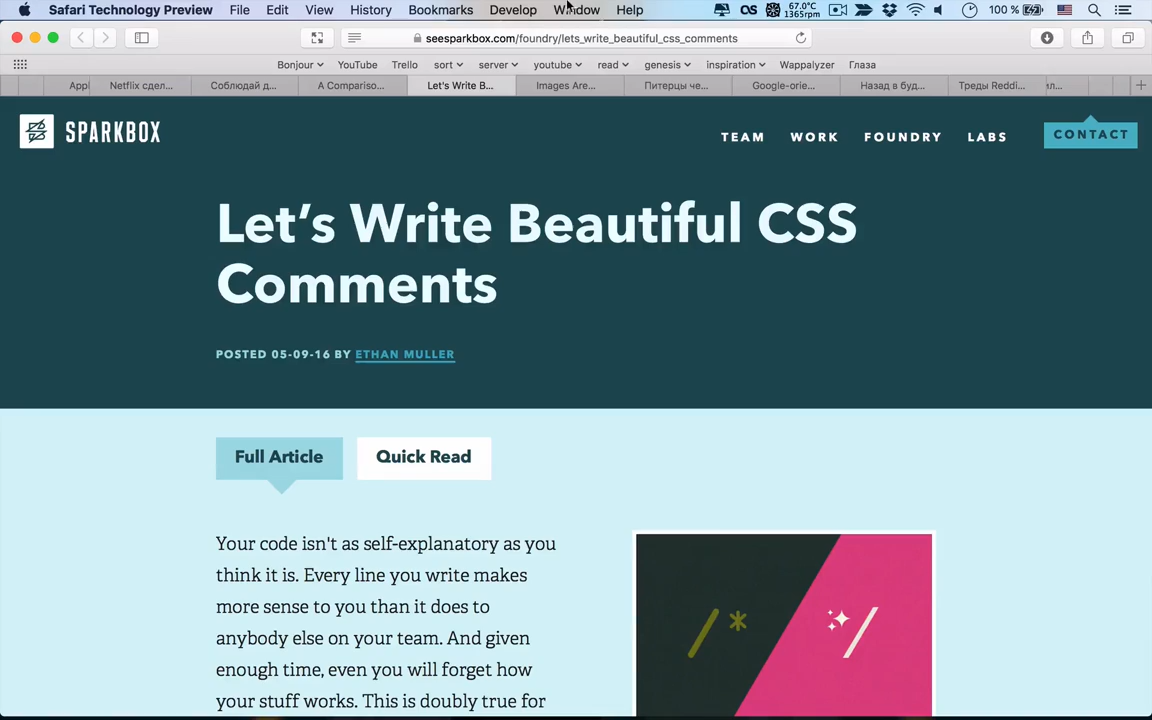 Safari Technology Preview File Edit View History Bookmarks Develop Window Help 67.0°C 1365rpm 100 %
seesparkbox.com/foundry/lets_write_beautiful_css_comments
Bonjour YouTube Trello sort server youtube read genesis inspiration Wappalyzer Глаза
Appl Netflix сдел... Соблюдай д... A Compariso... Let's Write B... Images Are... Питерцы че... Google-orie... Назад в буд... Треды Reddi... ил...
SPARKBOX TEAM WORK FOUNDRY LABS CONTACT
Let's Write Beautiful CSS
Comments
POSTED 05-09-16 BY ETHAN MULLER
Full Article Quick Read
Your code isn't as self-explanatory as you
think it is. Every line you write makes
more sense to you than it does to
anybody else on your team. And given
enough time, even you will forget how
your stuff works. This is doubly true for
/* /